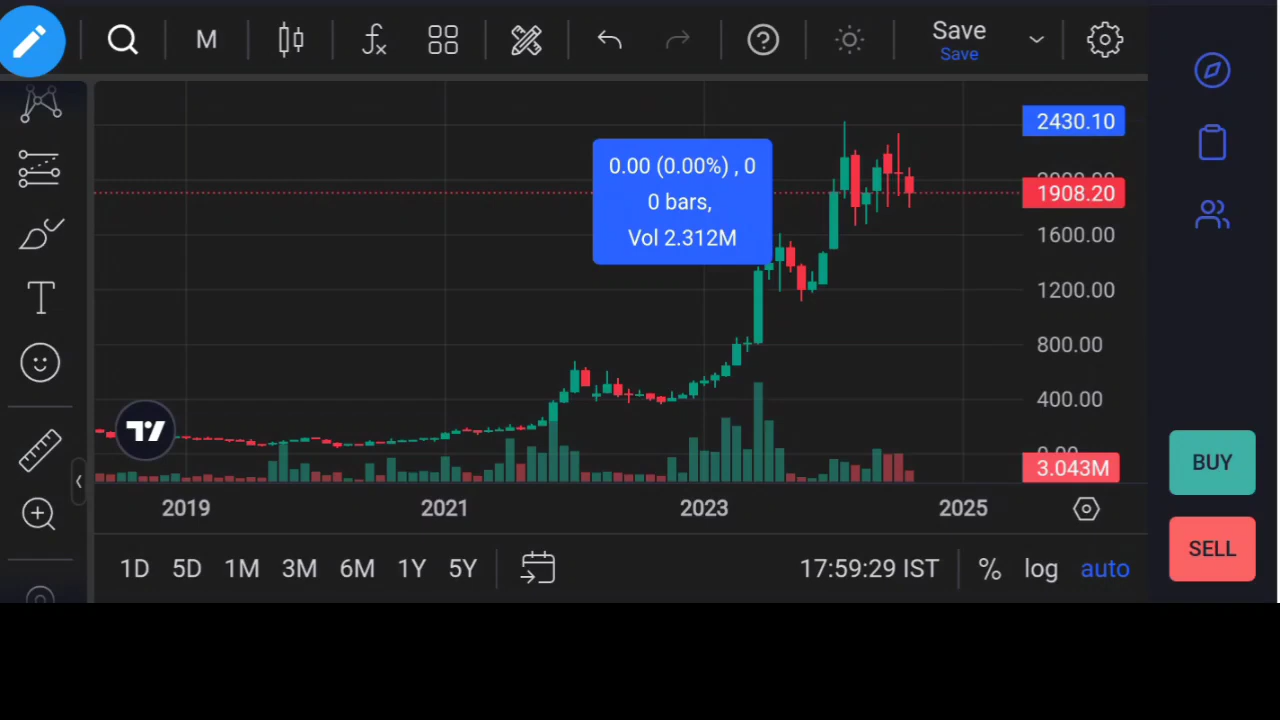 M
Save
Save
2430.10
0.00 (0.00%) , 0
0 bars,
Vol 2.312M
1908.20
1600.00
1200.00
800.00
400.00
3.043M
2019
2021
2023
2025
1D 5D 1M 3M 6M 1Y 5Y
17:59:29 IST
% log auto
BUY
SELL